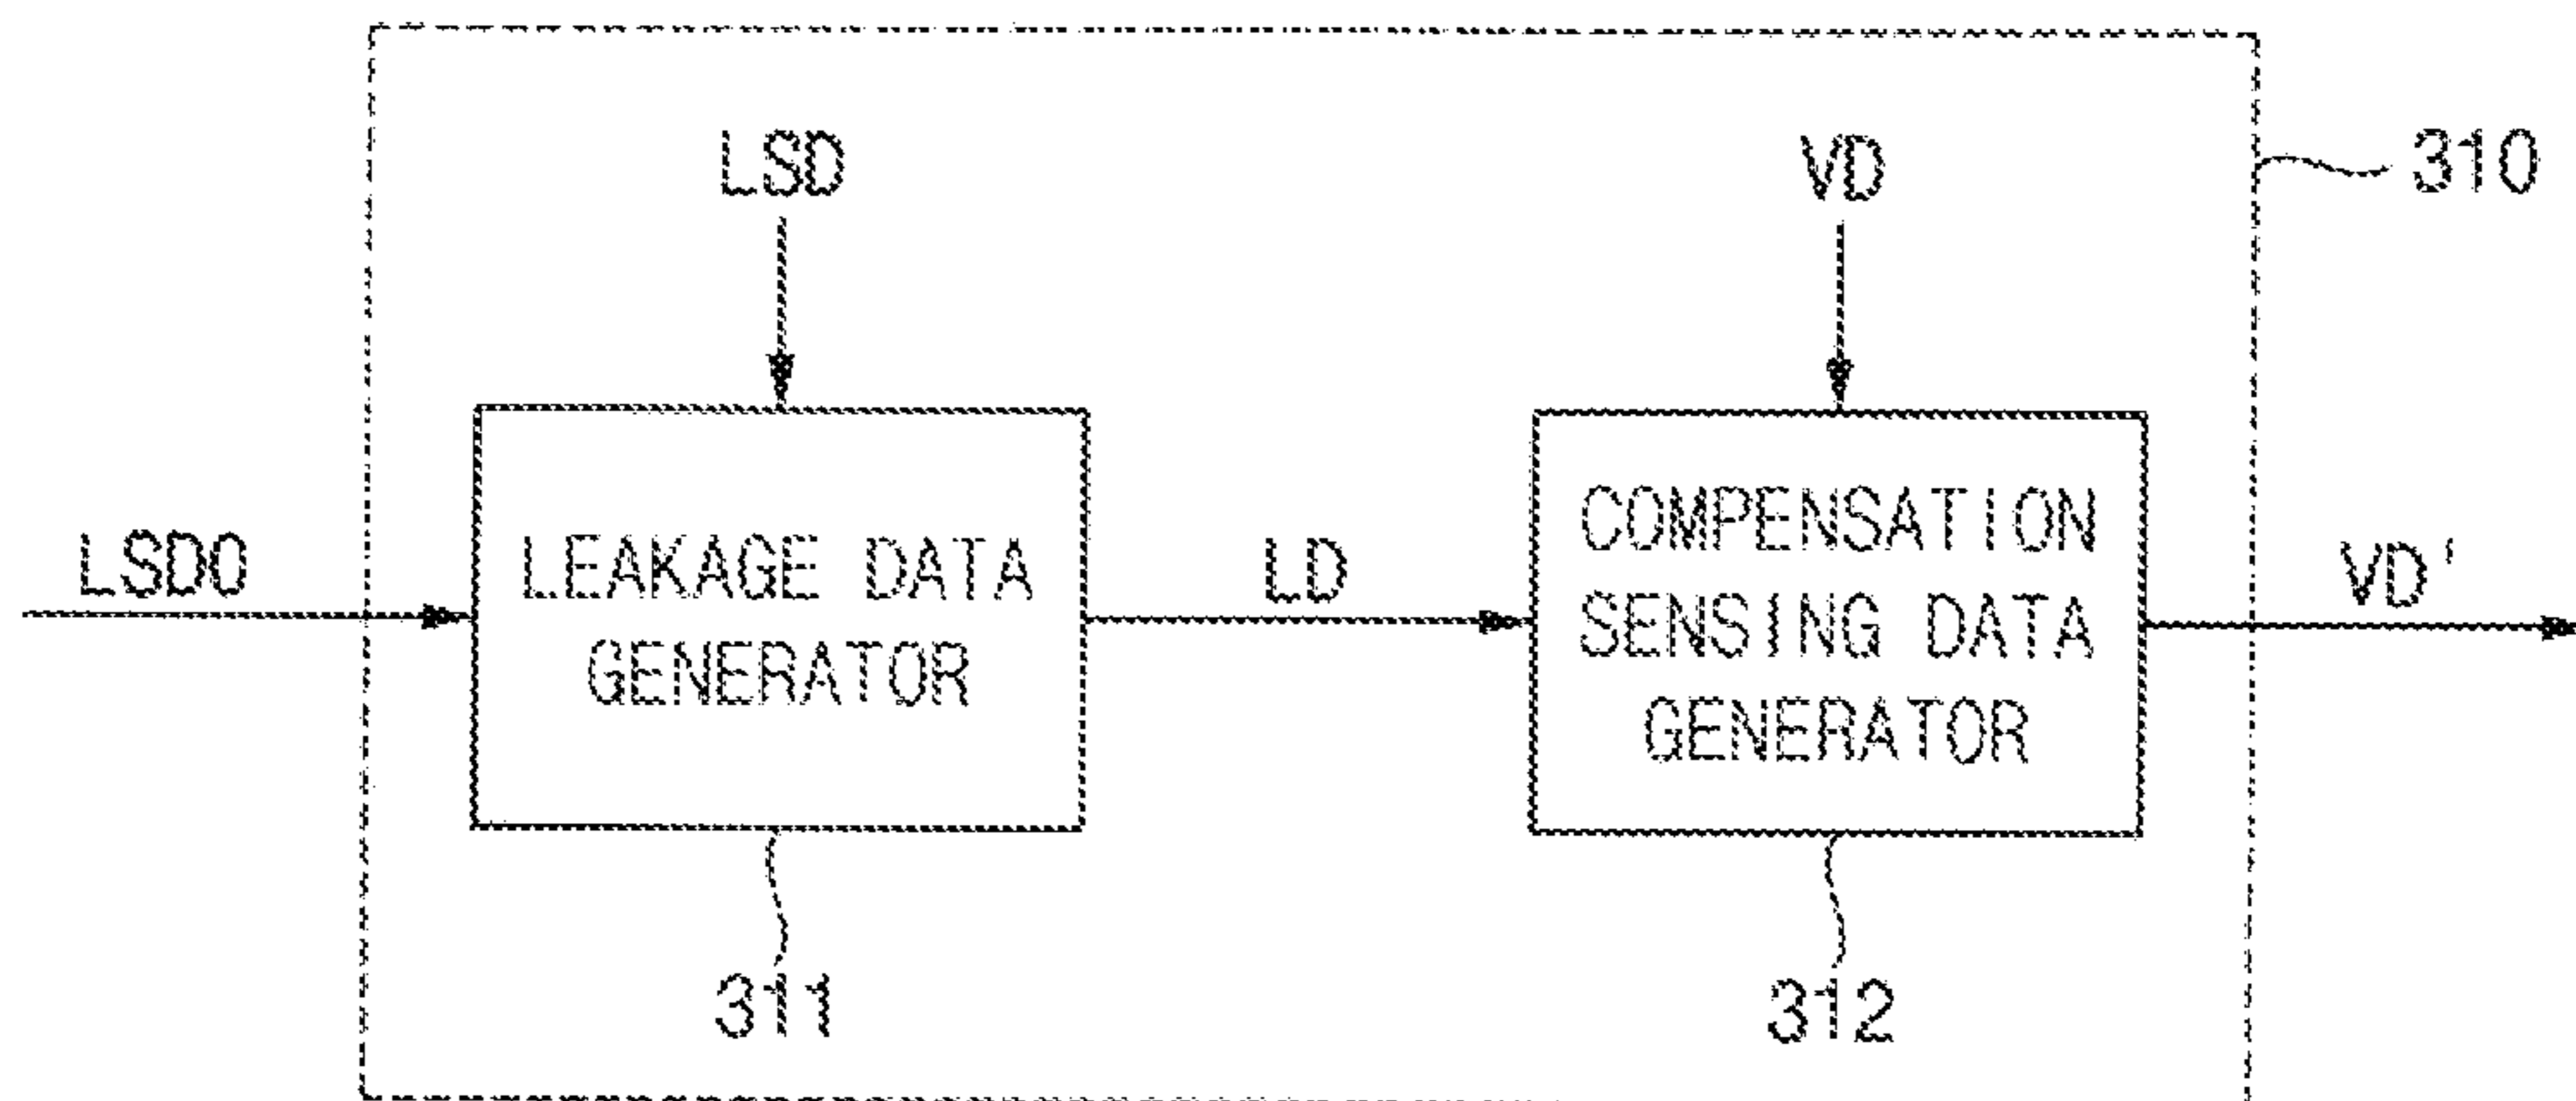 LSD
VD
310
LSD0
LEAKAGE DATA
GENERATOR
LD
COMPENSATION
SENSING DATA
GENERATOR
VD'
311
312